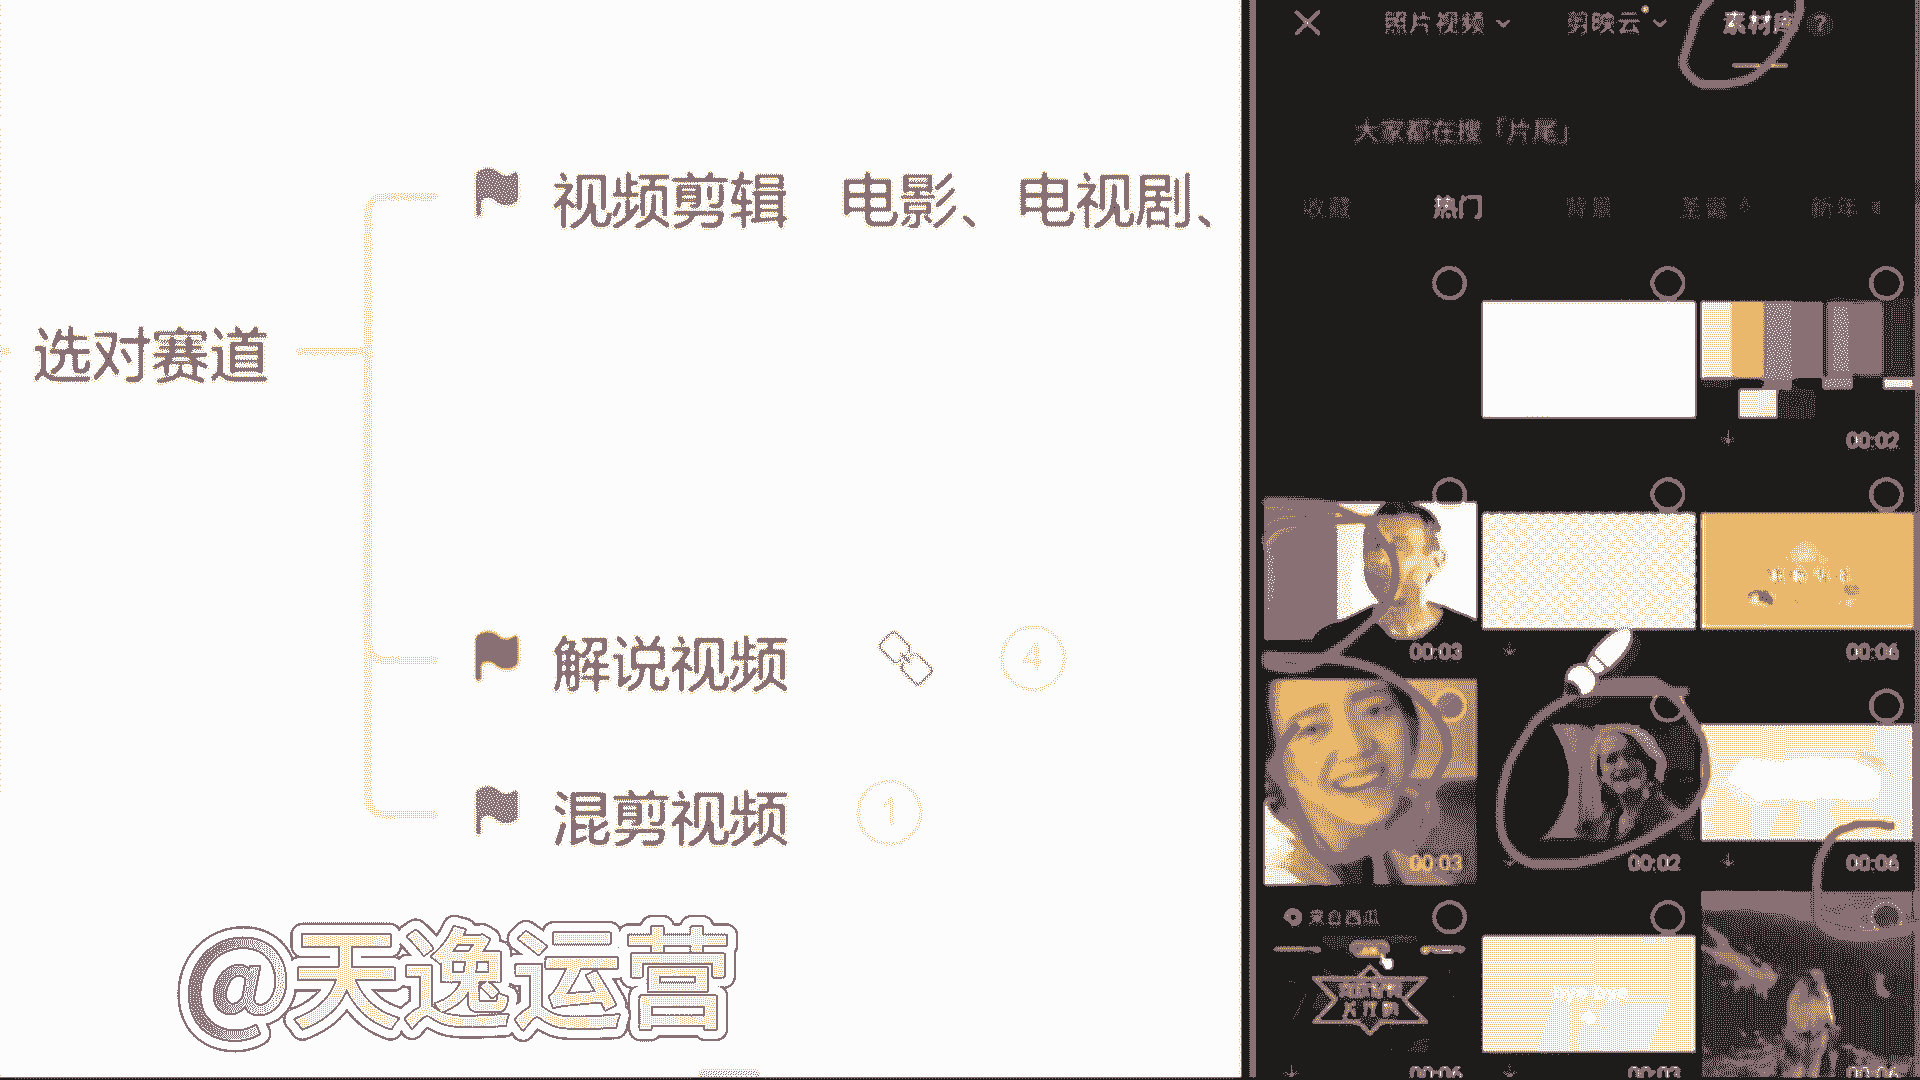 选对赛道
视频剪辑 电影、电视剧、
解说视频 4
混剪视频 1
@天逸运营
照片视频 剪映云 素材库 ?
大家都在搜「片尾」
收藏 热门 背景 圣诞 新年
00:02
00:03 00:06
00:03 00:02 00:06
来自西瓜
00:06 00:03 00:06